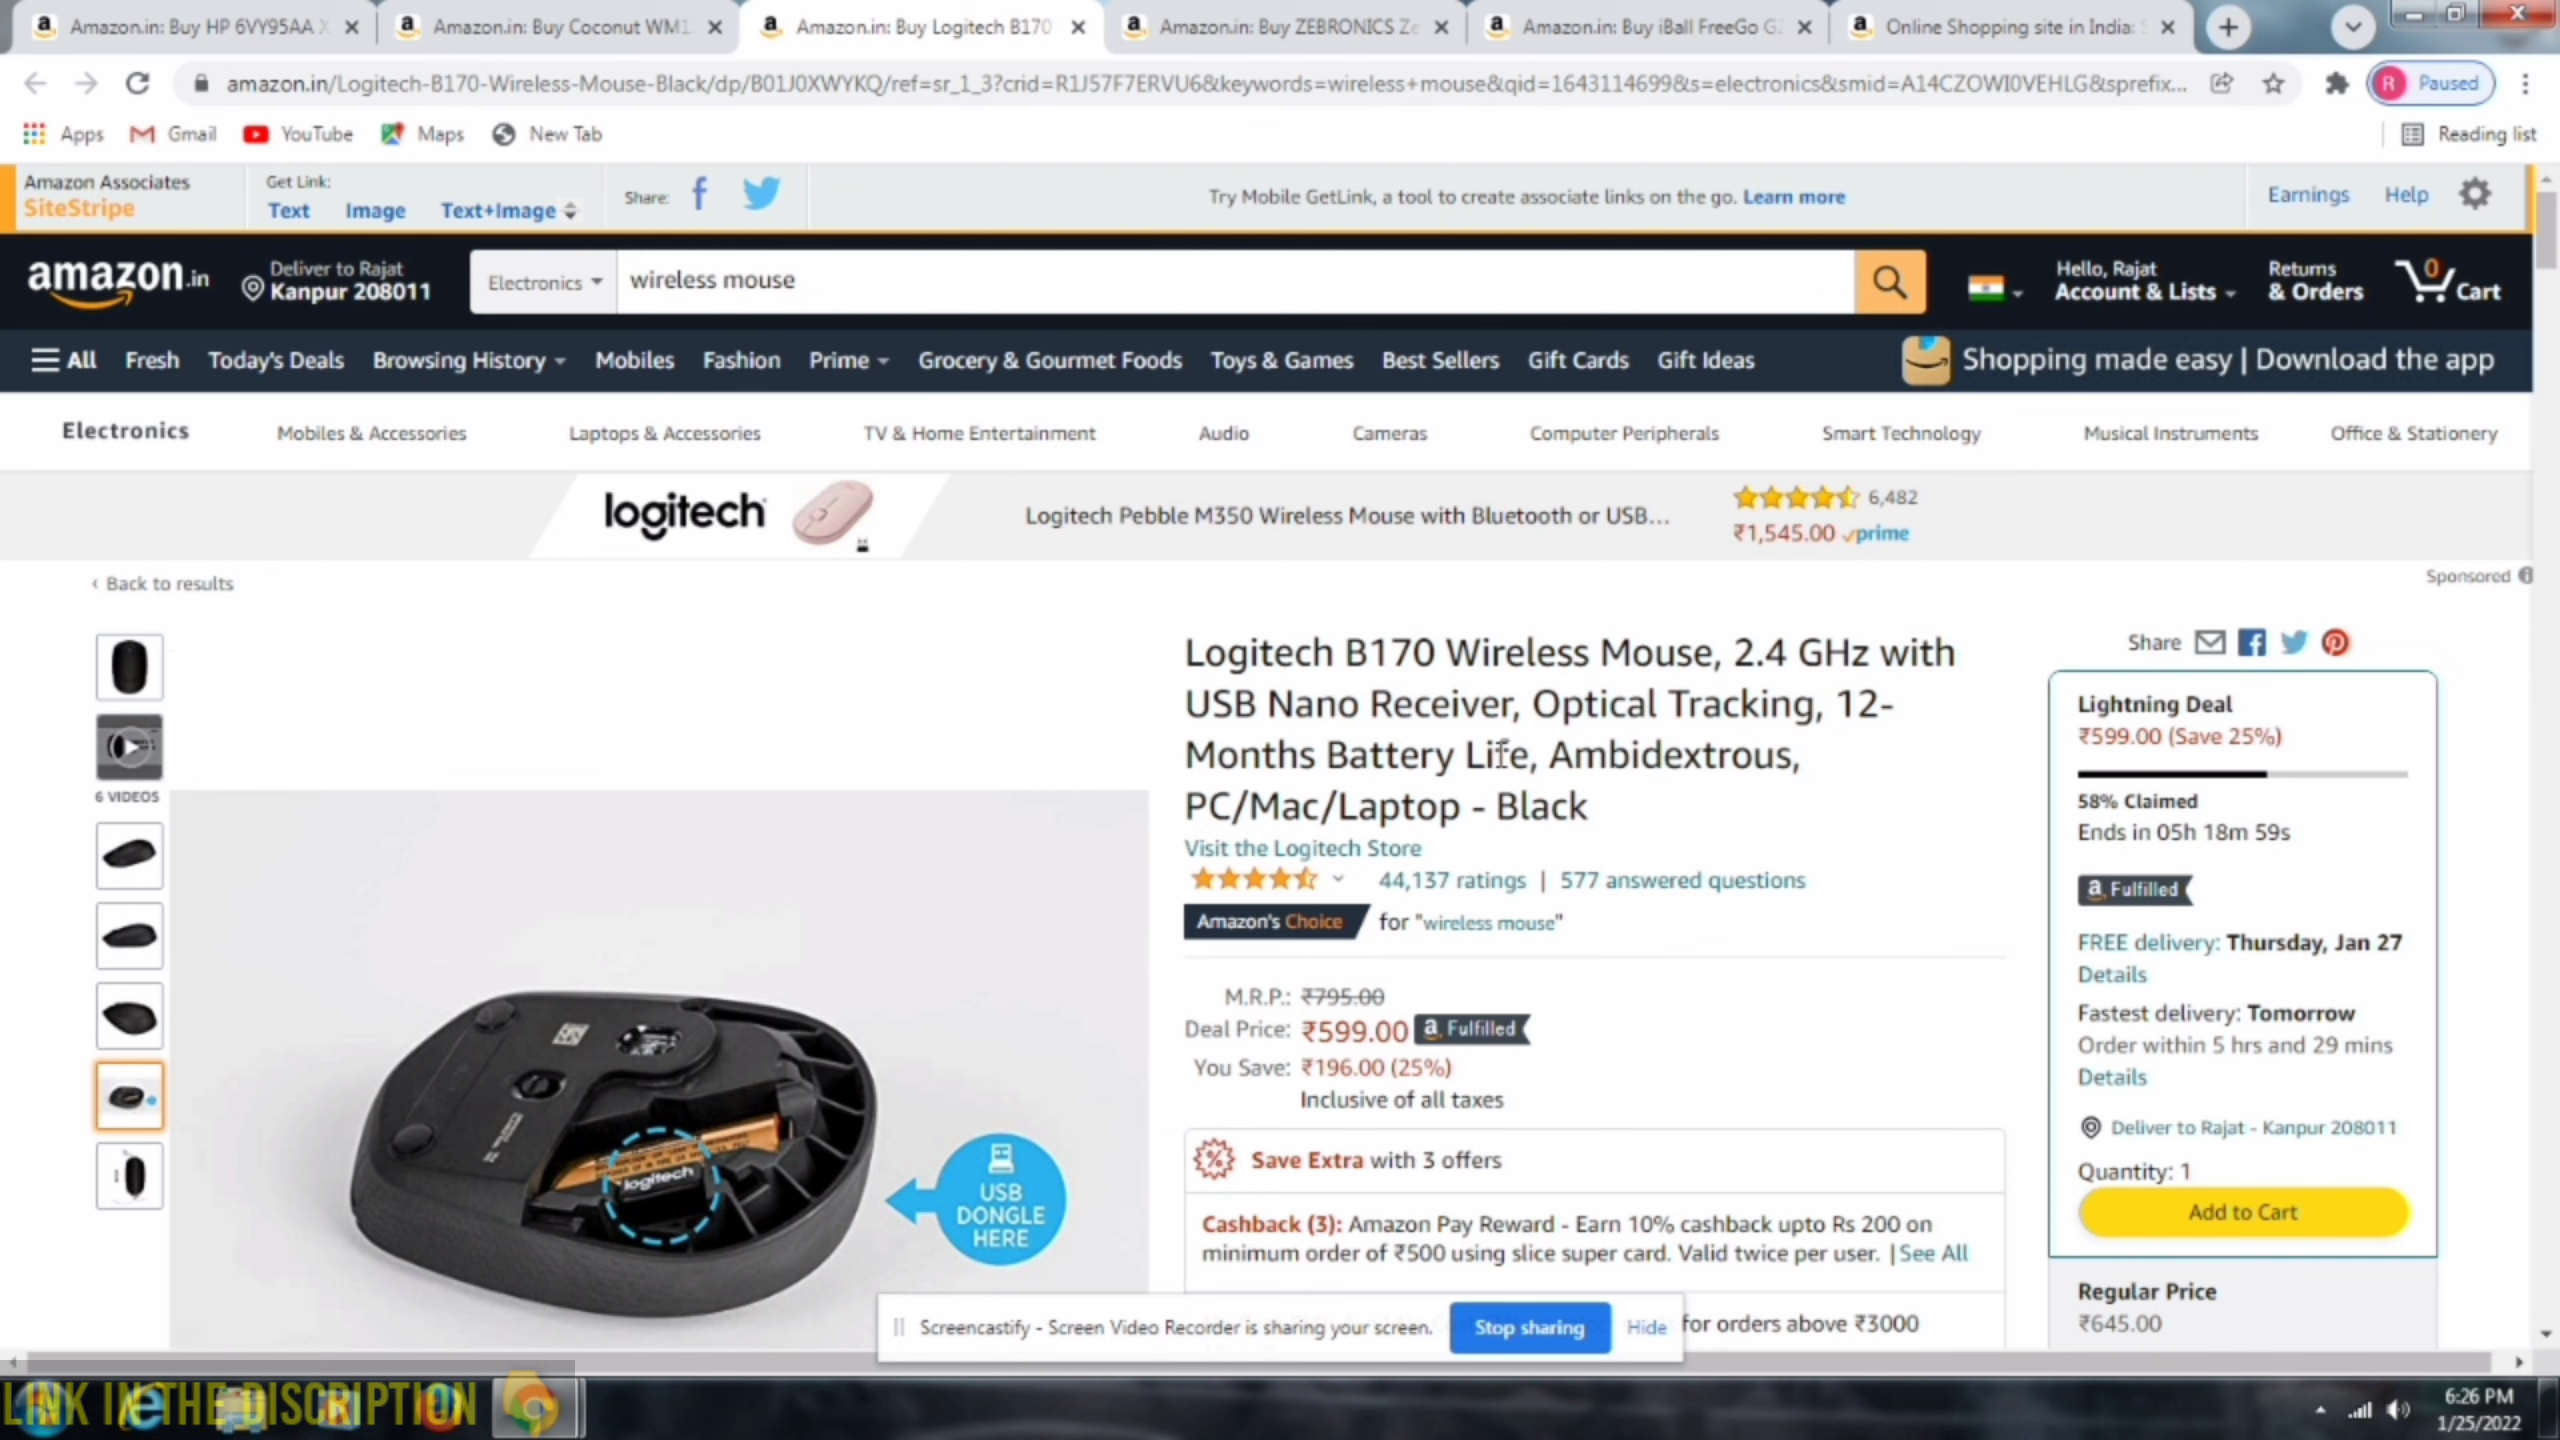 Amazon.in: Buy HP 6VY95AA X
Amazon.in: Buy Coconut WM1
Amazon.in: Buy Logitech B170
Amazon.in: Buy ZEBRONICS Ze
Amazon.in: Buy iBall FreeGo G
Online Shopping site in India: S
amazon.in/Logitech-B170-Wireless-Mouse-Black/dp/B01J0XWYKQ/ref=sr_1_3?crid=R1J57F7ERVU6&keywords=wireless+mouse&qid=1643114699&s=electronics&smid=A14CZOWI0VEHLG&sprefix...
R Paused
Apps
Gmail
YouTube
Maps
New Tab
Reading list
Amazon Associates
SiteStripe
Get Link:
Text Image Text+Image
Share:
Try Mobile GetLink, a tool to create associate links on the go. Learn more
Earnings
Help
amazon.in
Deliver to Rajat
Kanpur 208011
Electronics
wireless mouse
Hello, Rajat
Account & Lists
Returns
& Orders
0
Cart
All Fresh Today's Deals Browsing History Mobiles Fashion Prime Grocery & Gourmet Foods Toys & Games Best Sellers Gift Cards Gift Ideas
Shopping made easy | Download the app
Electronics Mobiles & Accessories Laptops & Accessories TV & Home Entertainment Audio Cameras Computer Peripherals Smart Technology Musical Instruments Office & Stationery
logitech
Logitech Pebble M350 Wireless Mouse with Bluetooth or USB...
6,482
₹1,545.00 prime
Sponsored
‹ Back to results
6 VIDEOS
logitech
USB
DONGLE
HERE
Logitech B170 Wireless Mouse, 2.4 GHz with
USB Nano Receiver, Optical Tracking, 12-
Months Battery Life, Ambidextrous,
PC/Mac/Laptop - Black
Visit the Logitech Store
44,137 ratings | 577 answered questions
Amazon's Choice for "wireless mouse"
M.R.P.: ₹795.00
Deal Price: ₹599.00 a Fulfilled
You Save: ₹196.00 (25%)
Inclusive of all taxes
Save Extra with 3 offers
Cashback (3): Amazon Pay Reward - Earn 10% cashback upto Rs 200 on
minimum order of ₹500 using slice super card. Valid twice per user. | See All
for orders above ₹3000
Share
Lightning Deal
₹599.00 (Save 25%)
58% Claimed
Ends in 05h 18m 59s
a Fulfilled
FREE delivery: Thursday, Jan 27
Details
Fastest delivery: Tomorrow
Order within 5 hrs and 29 mins
Details
Deliver to Rajat - Kanpur 208011
Quantity: 1
Add to Cart
Regular Price
₹645.00
Screencastify - Screen Video Recorder is sharing your screen.
Stop sharing
Hide
LINK IN THE DISCRIPTION
6:26 PM
1/25/2022